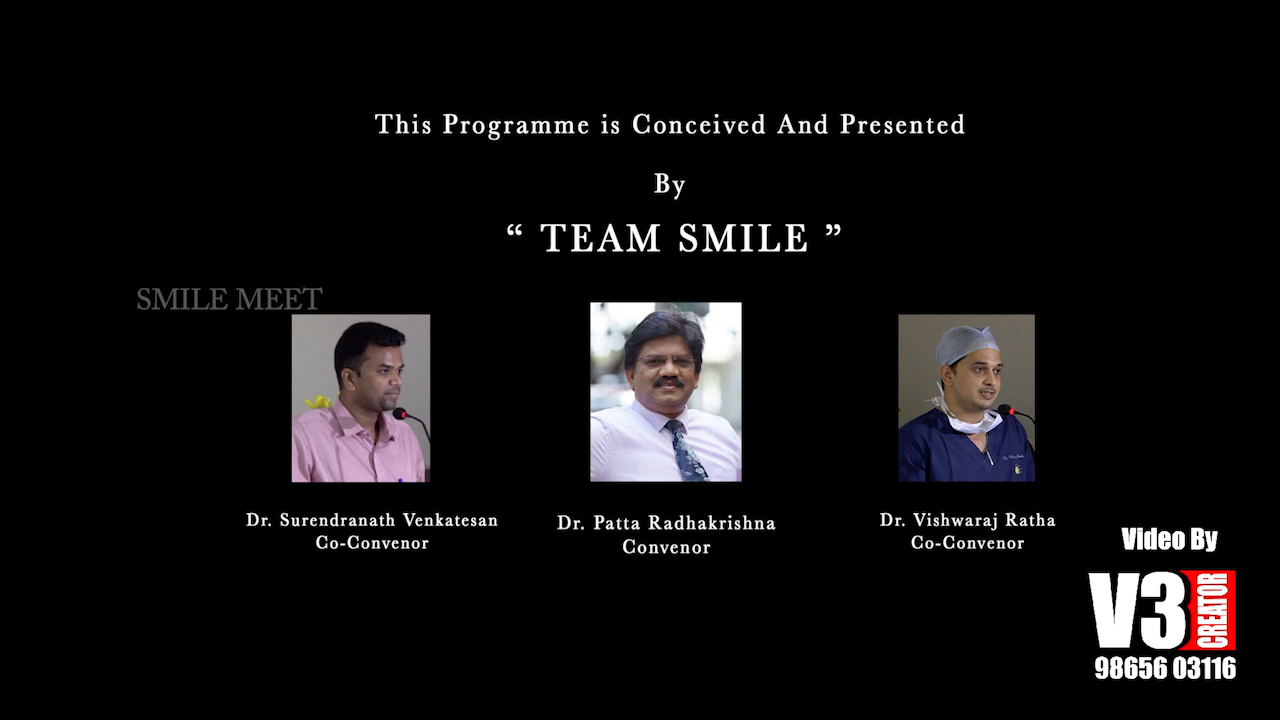 This Programme is Conceived And Presented
By
“ TEAM SMILE ”
SMILE MEET
Dr. Surendranath Venkatesan
Co-Convenor
Dr. Patta Radhakrishna
Convenor
Dr. Vishwaraj Ratha
Co-Convenor
Video By
V3 CREATOR
98656 03116